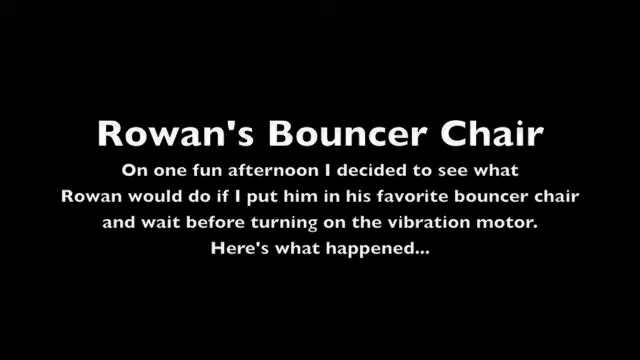 Rowan's Bouncer Chair
On one fun afternoon I decided to see what
Rowan would do if I put him in his favorite bouncer chair
and wait before turning on the vibration motor.
Here's what happened...